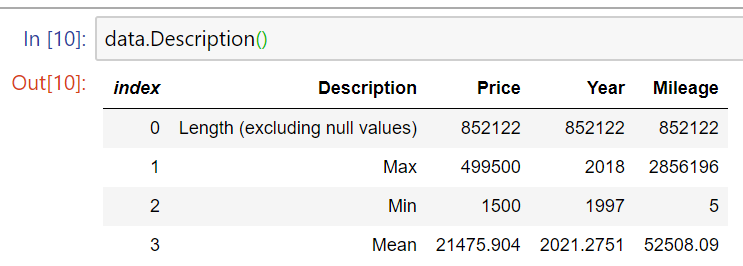 In [10]: data.Description()
Out[10]:
index Description Price Year Mileage
0 Length (excluding null values) 852122 852122 852122
1 Max 499500 2018 2856196
2 Min 1500 1997 5
3 Mean 21475.904 2021.2751 52508.09